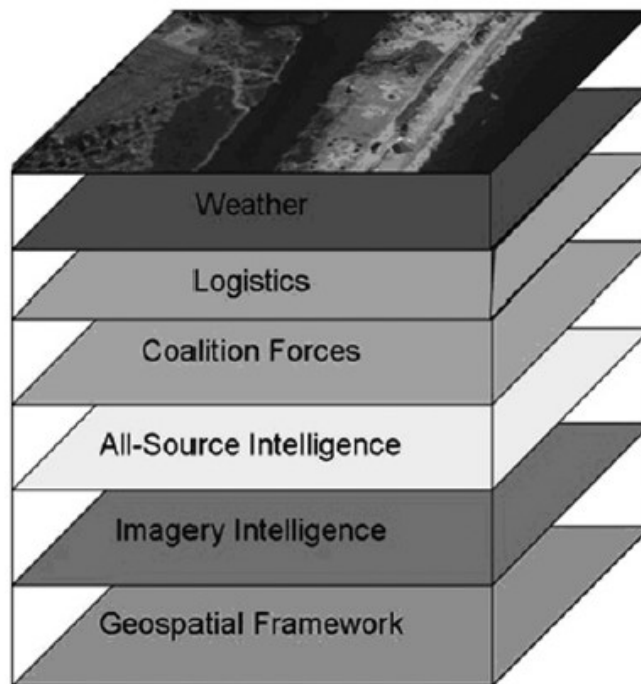 Weather
Logistics
Coalition Forces
All-Source Intelligence
Imagery Intelligence
Geospatial Framework